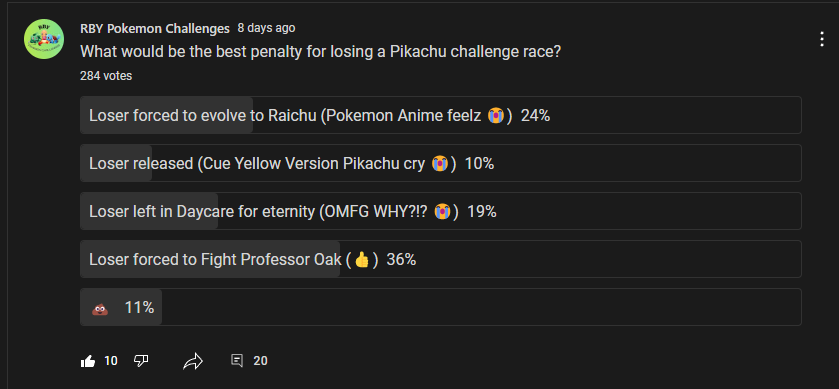 RBY Pokemon Challenges 8 days ago
What would be the best penalty for losing a Pikachu challenge race?
284 votes
Loser forced to evolve to Raichu (Pokemon Anime feelz 😭) 24%
Loser released (Cue Yellow Version Pikachu cry 😭) 10%
Loser left in Daycare for eternity (OMFG WHY?!? 😭) 19%
Loser forced to Fight Professor Oak (👍) 36%
💩 11%
10 20